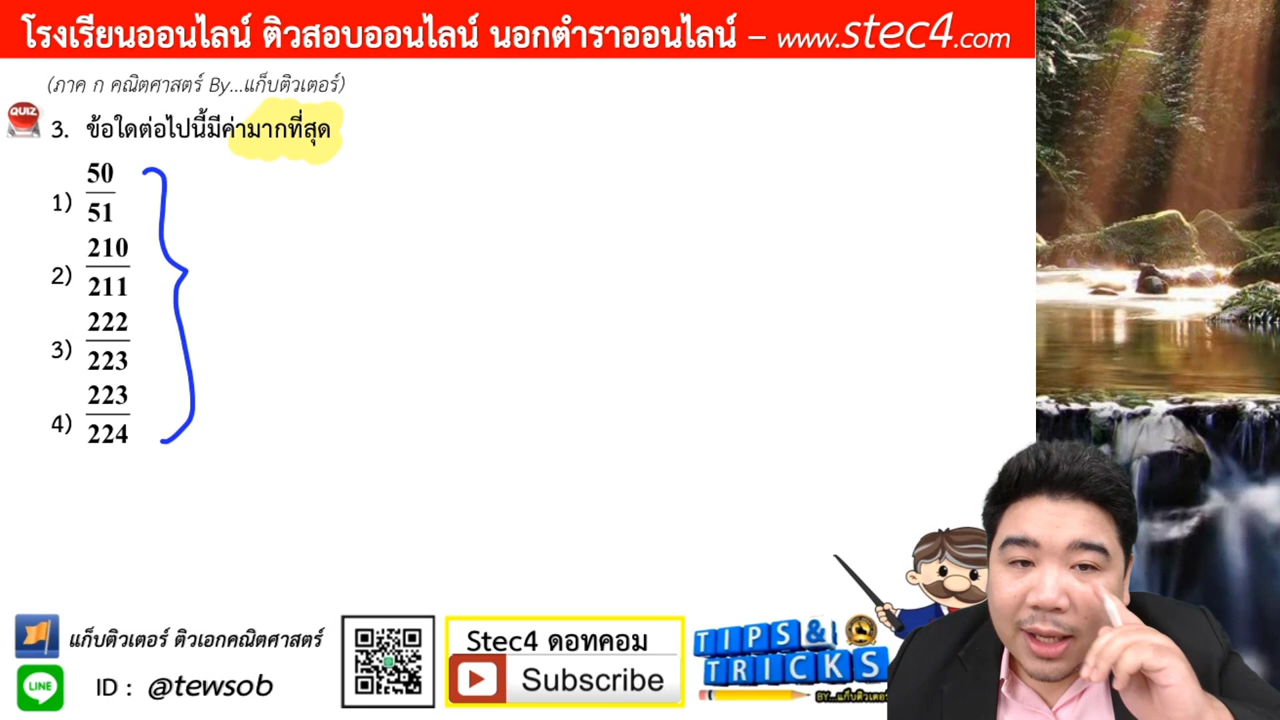 โรงเรียนออนไลน์ ติวสอบออนไลน์ นอกตำราออนไลน์ – www.stec4.com
(ภาค ก คณิตศาสตร์ By...แก็บติวเตอร์)
QUIZ
3. ข้อใดต่อไปนี้มีค่ามากที่สุด
1) 50/51
2) 210/211
3) 222/223
4) 223/224
แก็บติวเตอร์ ติวเอกคณิตศาสตร์
LINE
ID : @tewsob
Stec4 ดอทคอม
Subscribe
TIPS &
TRICKS